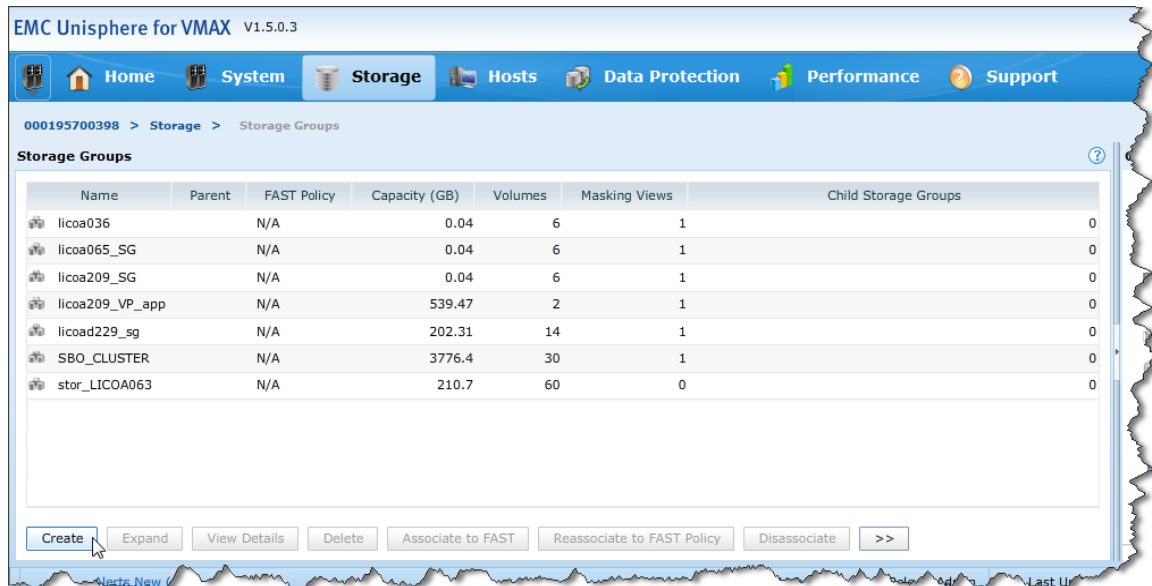 EMC Unisphere for VMAX V1.5.0.3
Home System Storage Hosts Data Protection Performance Support
000195700398 > Storage > Storage Groups
Storage Groups
Name Parent FAST Policy Capacity (GB) Volumes Masking Views Child Storage Groups
licoa036 N/A 0.04 6 1 0
licoa065_SG N/A 0.04 6 1 0
licoa209_SG N/A 0.04 6 1 0
licoa209_VP_app N/A 539.47 2 1 0
licoad229_sg N/A 202.31 14 1 0
SBO_CLUSTER N/A 3776.4 30 1 0
stor_LICOA063 N/A 210.7 60 0 0
Create Expand View Details Delete Associate to FAST Reassociate to FAST Policy Disassociate >>
Alerts New Last